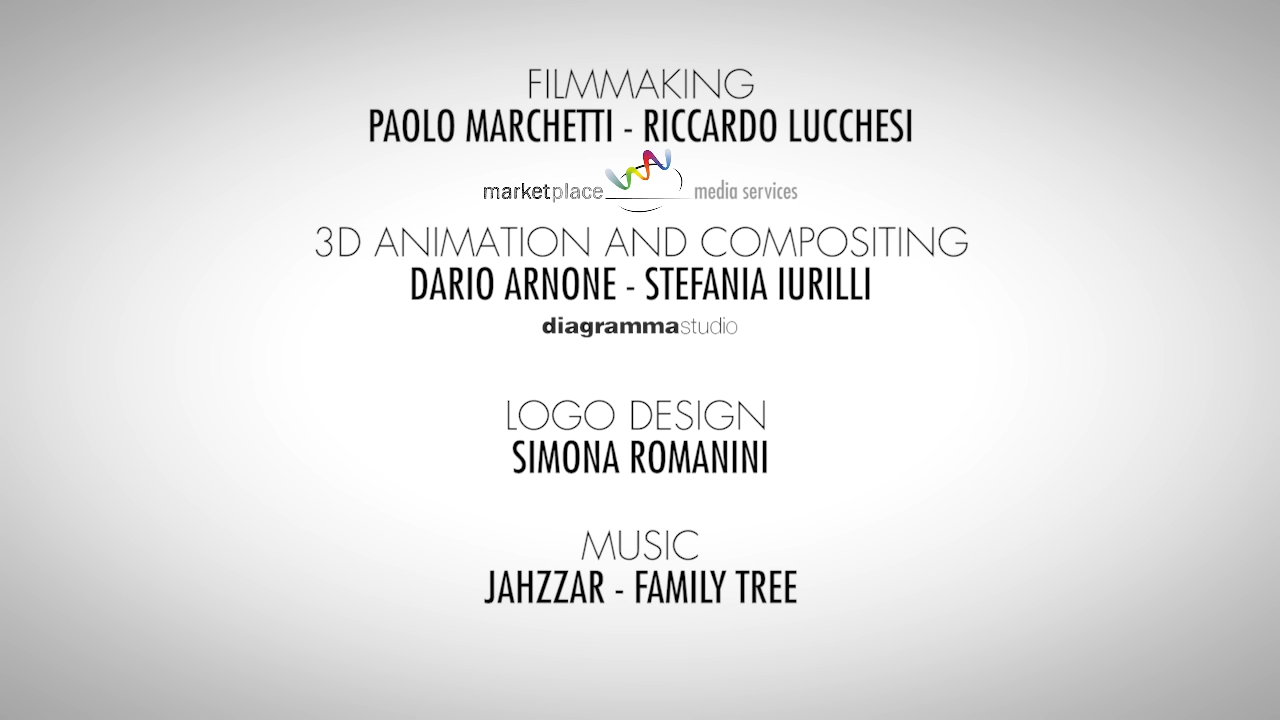 FILMMAKING
PAOLO MARCHETTI - RICCARDO LUCCHESI
marketplace media services
3D ANIMATION AND COMPOSITING
DARIO ARNONE - STEFANIA IURILLI
diagrammastudio
LOGO DESIGN
SIMONA ROMANINI
MUSIC
JAHZZAR - FAMILY TREE